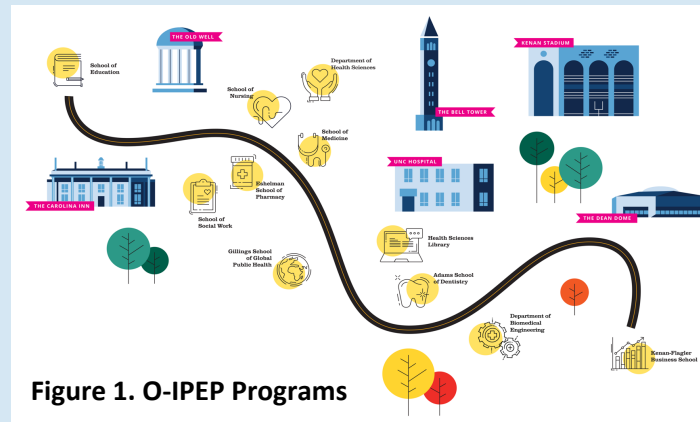 THE OLD WELL
School of
Education
Department of
Health Sciences
KENAN STADIUM
School of
Nursing
THE BELL TOWER
School of
Medicine
UNC HOSPITAL
Eshelman
School of
Pharmacy
THE CAROLINA INN
School of
Social Work
THE DEAN DOME
Health Sciences
Library
Gillings School
of Global
Public Health
Adams School
of Dentistry
Department of
Biomedical
Engineering
Kenan-Flagler
Business School
Figure 1. O-IPEP Programs